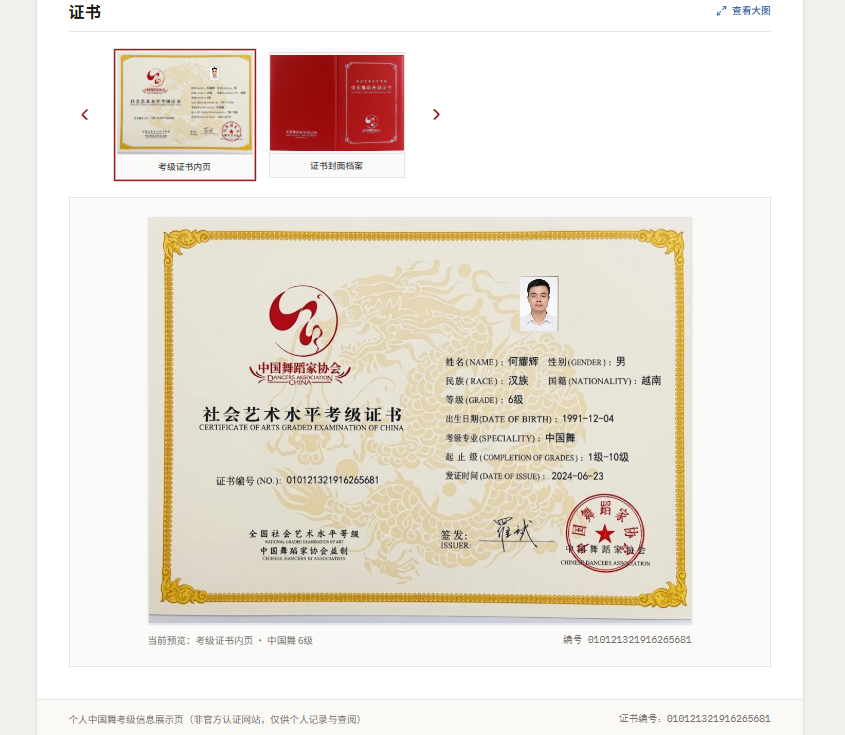 证书
查看大图
考级证书内页
证书封面档案
中国舞蹈家协会
DANCERS ASSOCIATION
CHINA
社会艺术水平考级证书
CERTIFICATE OF ARTS GRADED EXAMINATION OF CHINA
证书编号 (NO.)： 010121321916265681
全国社会艺术水平等级
NATIONAL GRADED EXAMINATION BY ART
中国舞蹈家协会监制
CHINESE DANCERS SF ASSOCIATION
姓名(NAME)： 何耀辉 性别(GENDER)： 男
民族(RACE)： 汉族 国籍(NATIONALITY)： 越南
等级(GRADE)： 6级
出生日期(DATE OF BIRTH)： 1991-12-04
考级专业(SPECIALITY)： 中国舞
起 止 级 (COMPLETION OF GRADES)： 1级-10级
发证时间 (DATE OF ISSUE)： 2024-06-23
签 发：
ISSUER:
中国舞蹈家协会
CHINESE DANCERS ASSOCIATION
当前预览：考级证书内页 · 中国舞 6级
编号 010121321916265681
个人中国舞考级信息展示页（非官方认证网站，仅供个人记录与查阅）
证书编号：010121321916265681